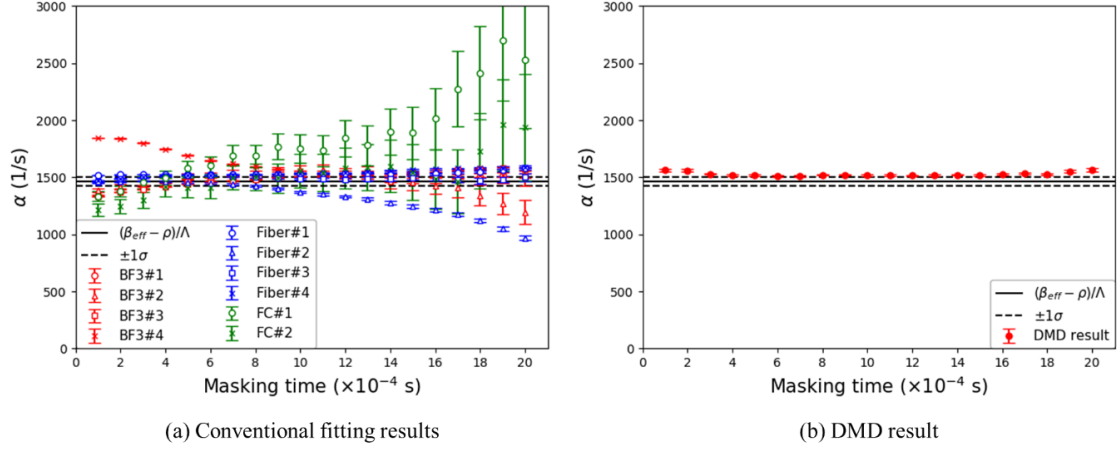 3000
2500
2000
1500
1000
500
0
α (1/s)
0 2 4 6 8 10 12 14 16 18 20
Masking time (×10⁻⁴ s)
(β_eff − ρ)/Λ
±1σ
BF3#1
BF3#2
BF3#3
BF3#4
Fiber#1
Fiber#2
Fiber#3
Fiber#4
FC#1
FC#2
(a) Conventional fitting results
3000
2500
2000
1500
1000
500
0
α (1/s)
0 2 4 6 8 10 12 14 16 18 20
Masking time (×10⁻⁴ s)
(β_eff − ρ)/Λ
±1σ
DMD result
(b) DMD result